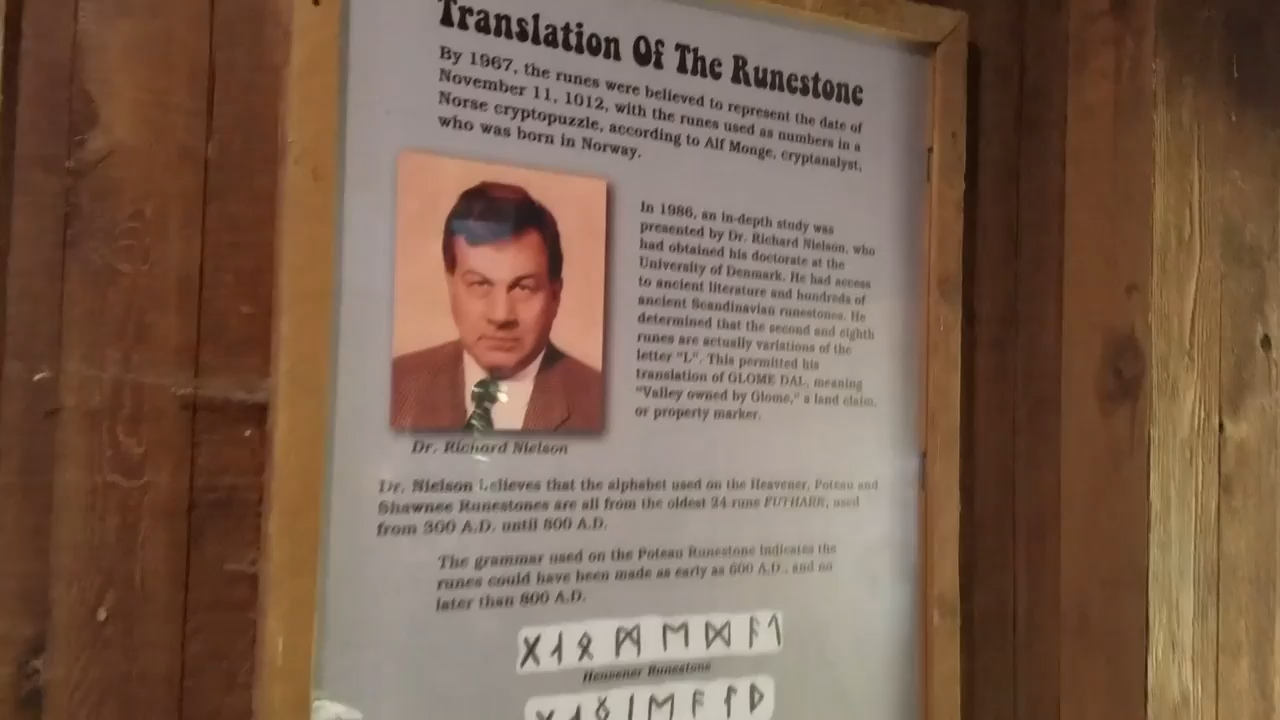 Translation Of The Runestone
By 1967, the runes were believed to represent the date of
November 11, 1012, with the runes used as numbers in a
Norse cryptopuzzle, according to Alf Monge, cryptanalyst,
who was born in Norway.
In 1986, an in-depth study was
presented by Dr. Richard Nielson, who
had obtained his doctorate at the
University of Denmark. He had access
to ancient literature and hundreds of
ancient Scandinavian runestones. He
determined that the second and eighth
runes are actually variations of the
letter "L". This permitted his
translation of GLOME DAL, meaning
"Valley owned by Glome," a land claim,
or property marker.
Dr. Richard Nielson
Dr. Nielson believes that the alphabet used on the Heavener, Poteau and
Shawnee Runestones are all from the oldest 24 rune FUTHARK, used
from 300 A.D. until 800 A.D.
The grammar used on the Poteau Runestone indicates the
runes could have been made as early as 600 A.D., and no
later than 800 A.D.
ᚷᛆᛟᛗᛖᛞᚨᛚ
Heavener Runestone